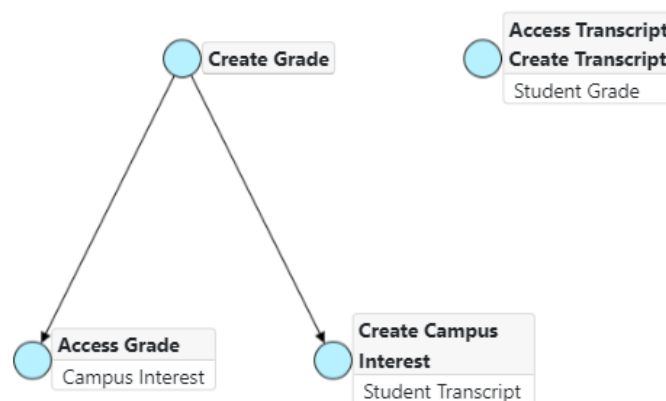 Create Grade
Access Transcript
Create Transcript
Student Grade
Access Grade
Campus Interest
Create Campus
Interest
Student Transcript